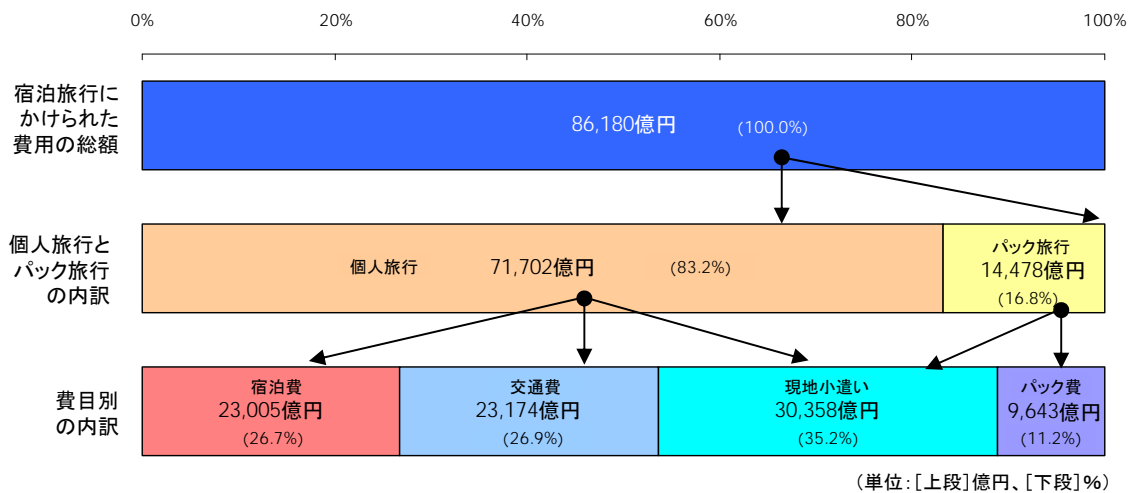 0% 20% 40% 60% 80% 100%
宿泊旅行に
かけられた
費用の総額
86,180億円 (100.0%)
個人旅行と
パック旅行
の内訳
個人旅行 71,702億円 (83.2%)
パック旅行
14,478億円
(16.8%)
費目別
の内訳
宿泊費
23,005億円
(26.7%)
交通費
23,174億円
(26.9%)
現地小遣い
30,358億円
(35.2%)
パック費
9,643億円
(11.2%)
(単位:[上段]億円、[下段]%)